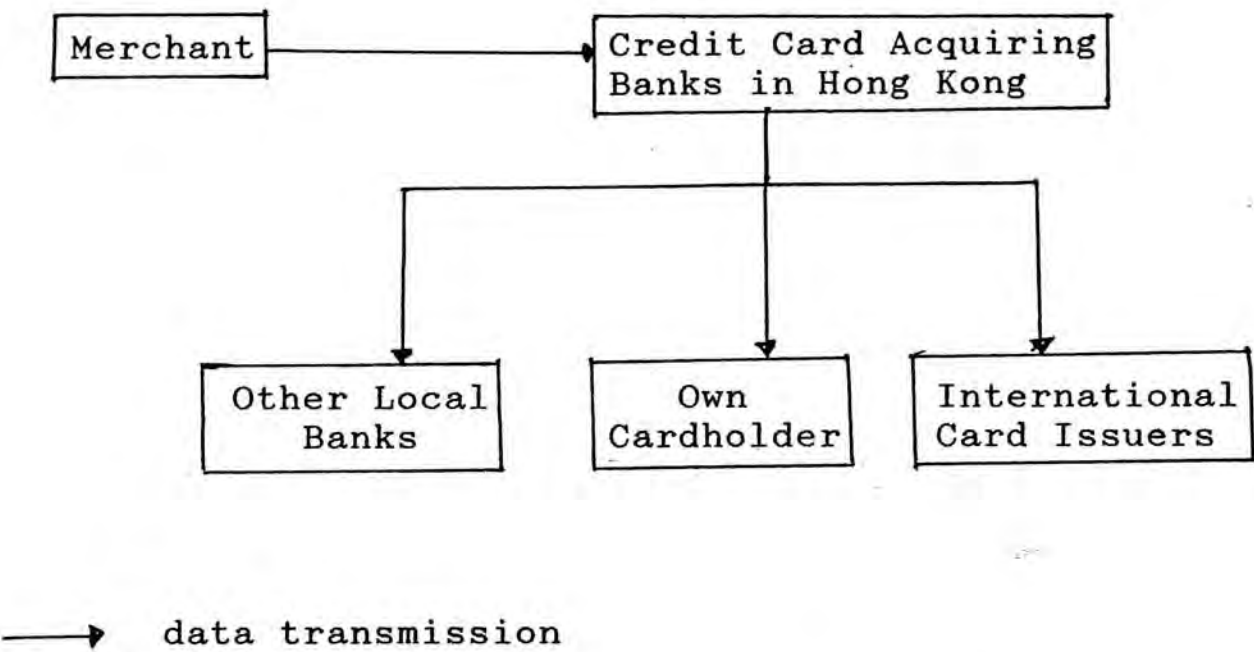 Merchant
Credit Card Acquiring
Banks in Hong Kong
Other Local
Banks
Own
Cardholder
International
Card Issuers
data transmission